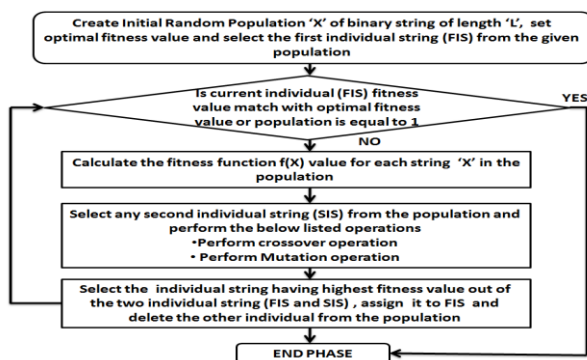 Create Initial Random Population ‘X’ of binary string of length ‘L’, set
optimal fitness value and select the first individual string (FIS) from the given
population
Is current individual (FIS) fitness
value match with optimal fitness
value or population is equal to 1
YES
NO
Calculate the fitness function f(X) value for each string ‘X’ in the
population
Select any second individual string (SIS) from the population and
perform the below listed operations
•Perform crossover operation
• Perform Mutation operation
Select the individual string having highest fitness value out of
the two individual string (FIS and SIS) , assign it to FIS and
delete the other individual from the population
END PHASE